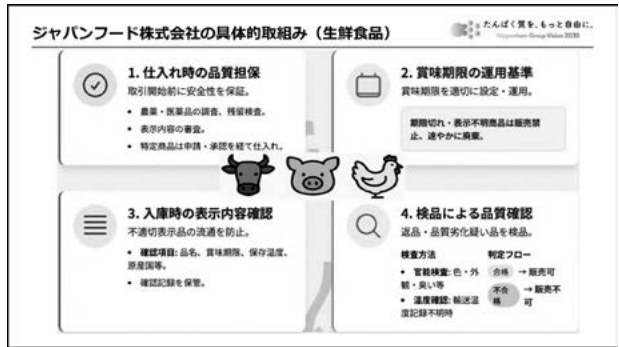 ジャパンフード株式会社の具体的取組み（生鮮食品）
たんぱく質を、もっと自由に。
Nipponham Group Vision 2030
1. 仕入れ時の品質担保
取引開始前に安全性を保証。
• 農薬・医薬品の調査、残留検査。
• 表示内容の審査。
• 特定商品は申請・承認を経て仕入れ。
2. 賞味期限の運用基準
賞味期限を適切に設定・運用。
期限切れ・表示不明商品は販売禁
止、速やかに廃棄。
3. 入庫時の表示内容確認
不適切表示品の流通を防止。
• 確認項目: 品名、賞味期限、保存温度、
原産国等。
• 確認記録を保管。
4. 検品による品質確認
返品・品質劣化疑い品を検品。
検査方法
• 官能検査: 色・外
観・臭い等
• 温度確認: 輸送温
度記録不明時
判定フロー
合格 → 販売可
不合
格 → 販売不
可